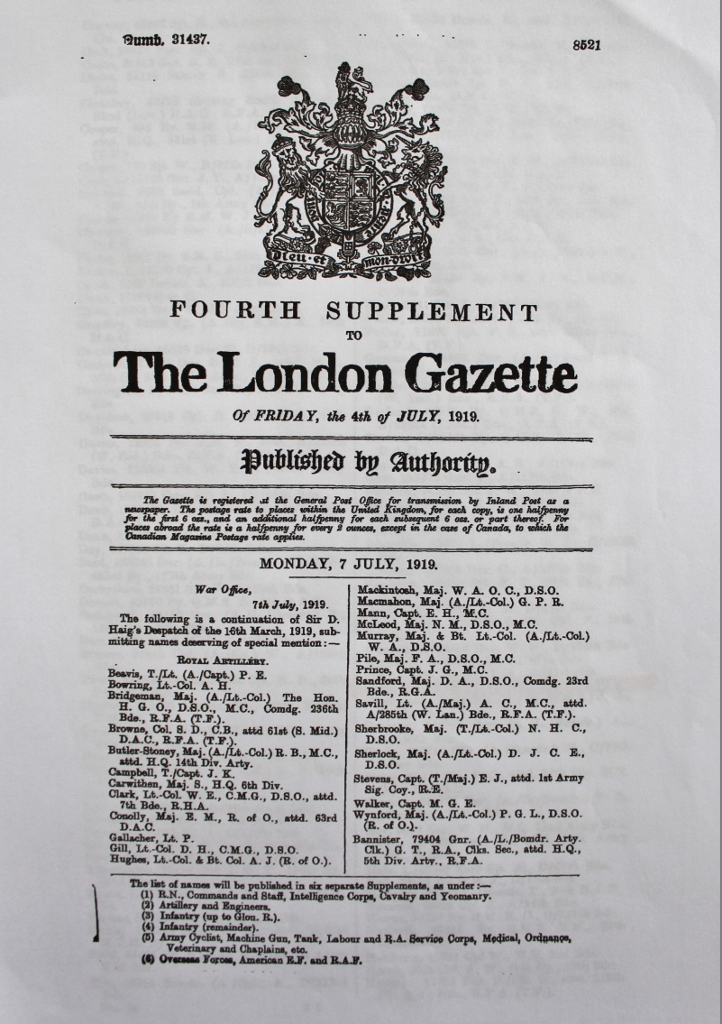 Numb. 31437.
8521
DIEU·ET
MON·DROIT
FOURTH SUPPLEMENT
TO
The London Gazette
Of FRIDAY, the 4th of JULY, 1919.
Published by Authority.
The Gazette is registered at the General Post Office for transmission by Inland Post as a
newspaper. The postage rate to places within the United Kingdom, for each copy, is one halfpenny
for the first 6 ozs., and an additional halfpenny for each subsequent 6 ozs. or part thereof. For
places abroad the rate is a halfpenny for every 2 ounces, except in the case of Canada, to which the
Canadian Magazine Postage rate applies.
MONDAY, 7 JULY, 1919.
War Office,
7th July, 1919.
The following is a continuation of Sir D.
Haig's Despatch of the 16th March, 1919, sub-
mitting names deserving of special mention:—
ROYAL ARTILLERY.
Beavis, T./Lt. (A./Capt.) P. E.
Bowring, Lt.-Col. A. H.
Bridgeman, Maj. (A./Lt.-Col.) The Hon.
H. G. O., D.S.O., M.C., Comdg. 236th
Bde., R.F.A. (T.F.).
Browne, Col. S. D., C.B., attd 61st (S. Mid.)
D.A.C., R.F.A. (T.F.).
Butler-Stoney, Maj. (A./Lt.-Col.) R. B., M.C.,
attd. H.Q. 14th Div. Arty.
Campbell, T./Capt. J. K.
Carwithen, Maj. S., H.Q. 6th Div.
Clark, Lt.-Col. W. E., C.M.G., D.S.O., attd.
7th Bde., R.H.A.
Conolly, Maj. E. M., R. of O., attd. 63rd
D.A.C.
Gallacher, Lt. P.
Gill, Lt.-Col. D. H., C.M.G., D.S.O.
Hughes, Lt.-Col. & Bt. Col. A. J. (R. of O.).
Mackintosh, Maj. W. A. O. C., D.S.O.
Macmahon, Maj. (A./Lt.-Col.) G. P. R.
Mann, Capt. E. H., M.C.
McLeod, Maj. N. M., D.S.O., M.C.
Murray, Maj. & Bt. Lt.-Col. (A./Lt.-Col.)
W. A., D.S.O.
Pile, Maj. F. A., D.S.O., M.C.
Prince, Capt. J. G., M.C.
Sandford, Maj. D. A., D.S.O., Comdg. 23rd
Bde., R.G.A.
Savill, Lt. (A./Maj.) A. C., M.C., attd.
A/285th (W. Lan.) Bde., R.F.A. (T.F.).
Sherbrooke, Maj. (T./Lt.-Col.) N. H. C.,
D.S.O.
Sherlock, Maj. (A./Lt.-Col.) D. J. C. E.,
D.S.O.
Stevens, Capt. (T./Maj.) E. J., attd. 1st Army
Sig. Coy., R.E.
Walker, Capt. M. G. E.
Wynford, Maj. (A./Lt.-Col.) P. G. L., D.S.O.
(R. of O.).
Bannister, 79404 Gnr. (A./L./Bomdr. Arty.
Clk.) G. T., R.A., Clks. Sec., attd. H.Q.,
5th Div. Arty., R.F.A.
The list of names will be published in six separate Supplements, as under:—
(1) R.N., Commands and Staff, Intelligence Corps, Cavalry and Yeomanry.
(2) Artillery and Engineers.
(3) Infantry (up to Glou. R.).
(4) Infantry (remainder).
(5) Army Cyclist, Machine Gun, Tank, Labour and R.A. Service Corps, Medical, Ordnance,
Veterinary and Chaplains, etc.
(6) Overseas Forces, American E.F. and R.A.F.